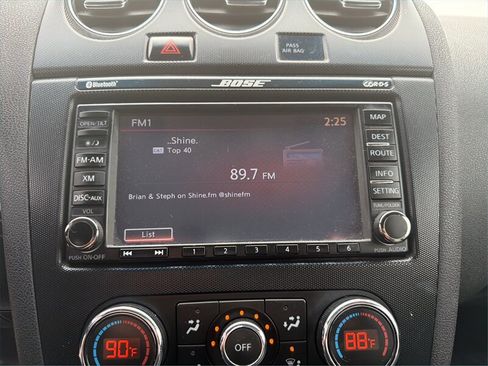 PASS
AIR BAG
Bluetooth BOSE
FM1 2:25
..Shine.
CAT Top 40
89.7 FM
Brian & Steph on Shine.fm @shinefm
List
OPEN•TILT
FM•AM
XM
DISC•AUX
VOL
PUSH ON•OFF
MAP
DEST
ROUTE
INFO
SETTING
TUNE/FOLDER
PUSH AUDIO
1 2 3 4 5 6
90°F OFF 88°F